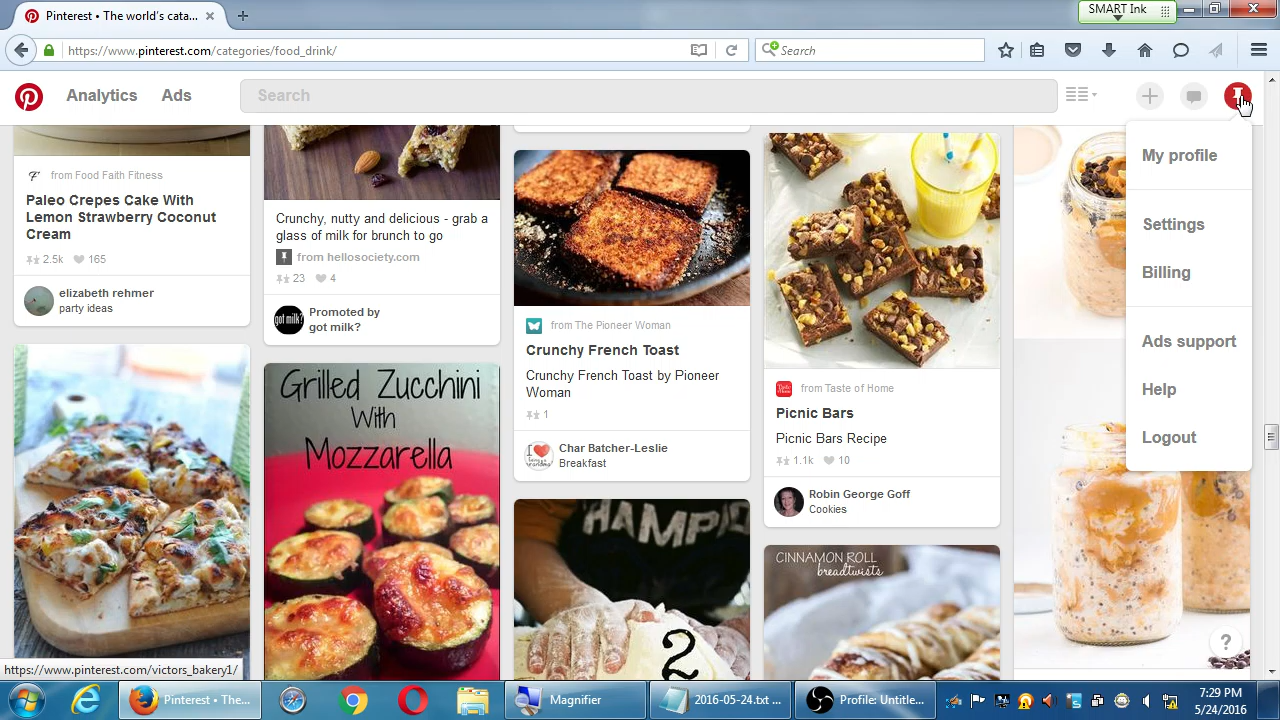 Pinterest • The world's cata...
SMART Ink
https://www.pinterest.com/categories/food_drink/
Search
Analytics
Ads
Search
My profile
Settings
Billing
Ads support
Help
Logout
from Food Faith Fitness
Paleo Crepes Cake With
Lemon Strawberry Coconut
Cream
2.5k
165
elizabeth rehmer
party ideas
Crunchy, nutty and delicious - grab a
glass of milk for brunch to go
from hellosociety.com
23
4
got milk?
Promoted by
got milk?
Grilled Zucchini
With
Mozzarella
from The Pioneer Woman
Crunchy French Toast
Crunchy French Toast by Pioneer
Woman
1
Char Batcher-Leslie
Breakfast
HAMPIO
2
from Taste of Home
Picnic Bars
Picnic Bars Recipe
1.1k
10
Robin George Goff
Cookies
CINNAMON ROLL
breadtwists
?
https://www.pinterest.com/victors_bakery1/
Pinterest • The...
Magnifier
2016-05-24.txt ...
Profile: Untitle...
7:29 PM
5/24/2016